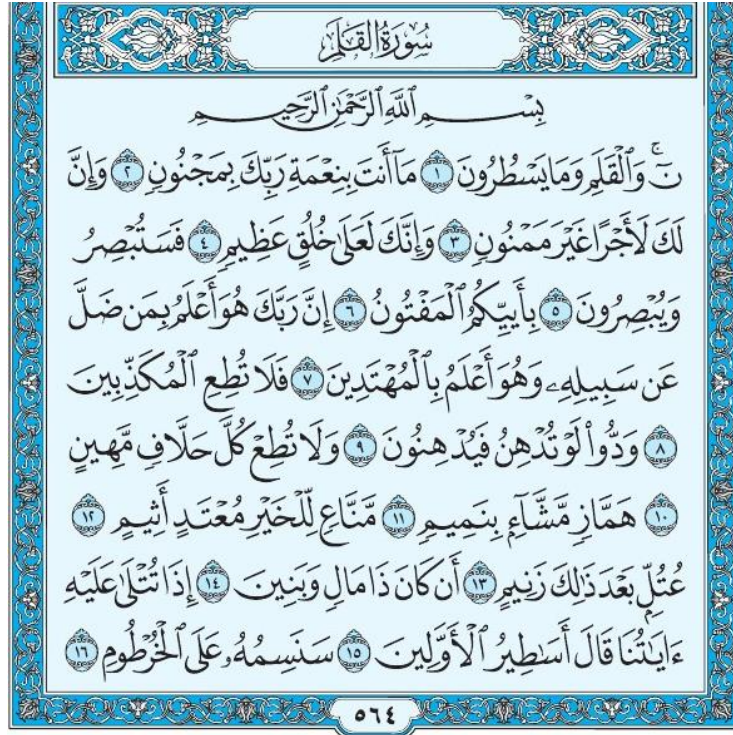 سُورَةُ الْقَلَمِ
بِسْمِ ٱللَّهِ ٱلرَّحْمَٰنِ ٱلرَّحِيمِ
نٓ ۚ وَٱلْقَلَمِ وَمَا يَسْطُرُونَ ١ مَآ أَنتَ بِنِعْمَةِ رَبِّكَ بِمَجْنُونٍ ٢ وَإِنَّ
لَكَ لَأَجْرًا غَيْرَ مَمْنُونٍ ٣ وَإِنَّكَ لَعَلَىٰ خُلُقٍ عَظِيمٍ ٤ فَسَتُبْصِرُ
وَيُبْصِرُونَ ٥ بِأَييِّكُمُ ٱلْمَفْتُونُ ٦ إِنَّ رَبَّكَ هُوَ أَعْلَمُ بِمَن ضَلَّ
عَن سَبِيلِهِۦ وَهُوَ أَعْلَمُ بِٱلْمُهْتَدِينَ ٧ فَلَا تُطِعِ ٱلْمُكَذِّبِينَ
٨ وَدُّوا۟ لَوْ تُدْهِنُ فَيُدْهِنُونَ ٩ وَلَا تُطِعْ كُلَّ حَلَّافٍ مَّهِينٍ
١٠ هَمَّازٍ مَّشَّآءٍۭ بِنَمِيمٍ ١١ مَّنَّاعٍ لِّلْخَيْرِ مُعْتَدٍ أَثِيمٍ ١٢
عُتُلٍّۭ بَعْدَ ذَٰلِكَ زَنِيمٍ ١٣ أَن كَانَ ذَا مَالٍ وَبَنِينَ ١٤ إِذَا تُتْلَىٰ عَلَيْهِ
ءَايَٰتُنَا قَالَ أَسَٰطِيرُ ٱلْأَوَّلِينَ ١٥ سَنَسِمُهُۥ عَلَى ٱلْخُرْطُومِ ١٦
٥٦٤